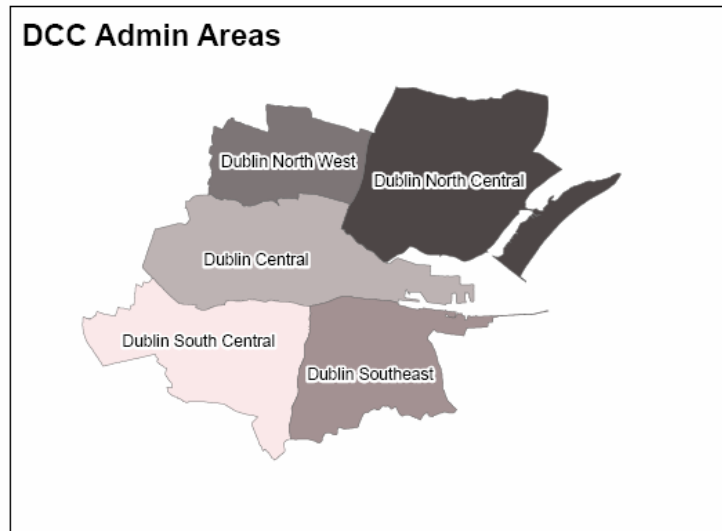 DCC Admin Areas
Dublin North West
Dublin North Central
Dublin Central
Dublin South Central
Dublin Southeast